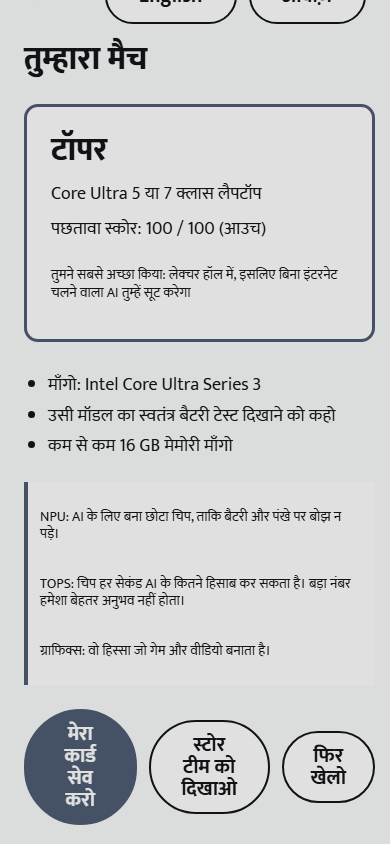 English
तुम्हारा मैच
टॉपर
Core Ultra 5 या 7 क्लास लैपटॉप
पछतावा स्कोर: 100 / 100 (आउच)
तुमने सबसे अच्छा किया: लेक्चर हॉल में, इसलिए बिना इंटरनेट
चलने वाला AI तुम्हें सूट करेगा
माँगो: Intel Core Ultra Series 3
उसी मॉडल का स्वतंत्र बैटरी टेस्ट दिखाने को कहो
कम से कम 16 GB मेमोरी माँगो
NPU: AI के लिए बना छोटा चिप, ताकि बैटरी और पंखे पर बोझ न
पड़े।
TOPS: चिप हर सेकंड AI के कितने हिसाब कर सकता है। बड़ा नंबर
हमेशा बेहतर अनुभव नहीं होता।
ग्राफिक्स: वो हिस्सा जो गेम और वीडियो बनाता है।
मेरा
कार्ड
सेव
करो
स्टोर
टीम को
दिखाओ
फिर
खेलो